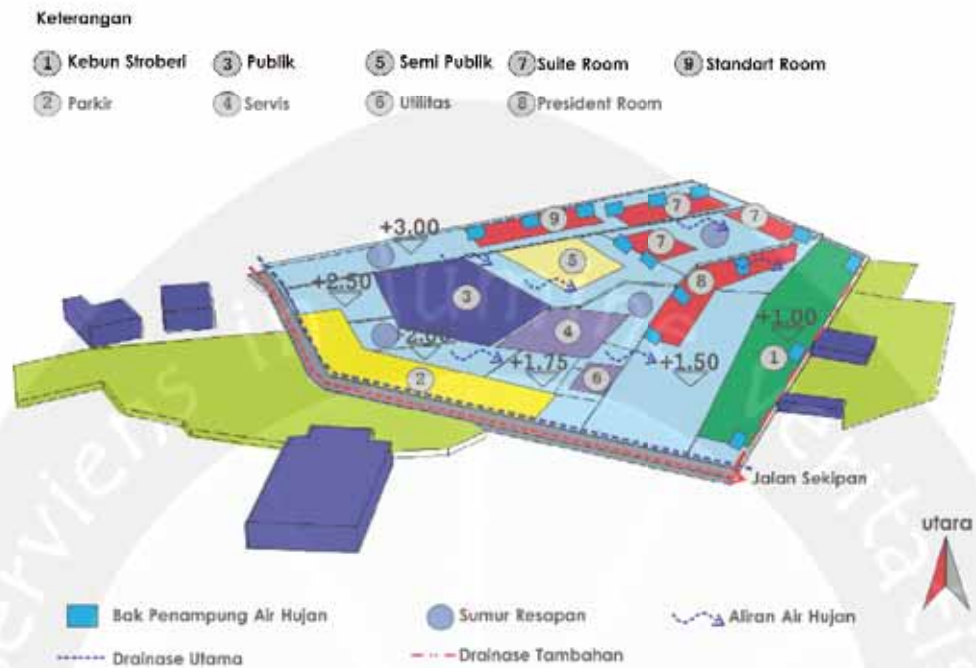 Keterangan
1 Kebun Stroberi 3 Publik 5 Semi Publik 7 Suite Room 9 Standart Room
2 Parkir 4 Servis 6 Utilitas 8 President Room
+3.00
9
7
7
+2.50
5
7
3
8
+1.00
4
+2.00
+1.75
+1.50
1
2
6
Jalan Sekipan
utara
Bak Penampung Air Hujan Sumur Resapan Aliran Air Hujan
Drainase Utama Drainase Tambahan